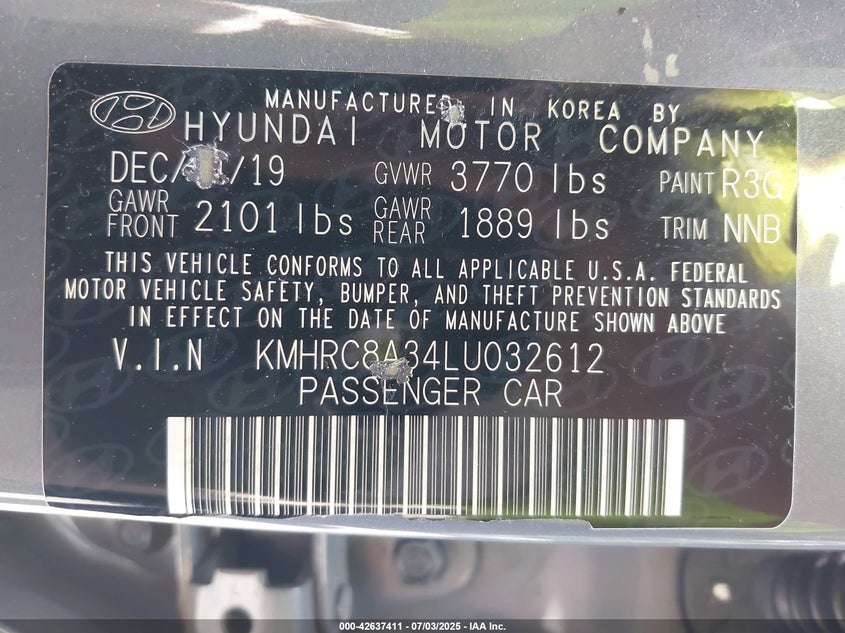 MANUFACTURED IN KOREA BY
HYUNDAI MOTOR COMPANY
GVWR 3770 lbs PAINT R3G
GAWR FRONT 2101 lbs GAWR REAR 1889 lbs TRIM NNB
THIS VEHICLE CONFORMS TO ALL APPLICABLE U.S.A. FEDERAL
MOTOR VEHICLE SAFETY, BUMPER, AND THEFT PREVENTION STANDARDS
IN EFFECT ON THE DATE OF MANUFACTURE SHOWN ABOVE
V.I.N KMHRC8A34LU032612
PASSENGER CAR
000-42637411 - 07/03/2025 - IAA Inc.